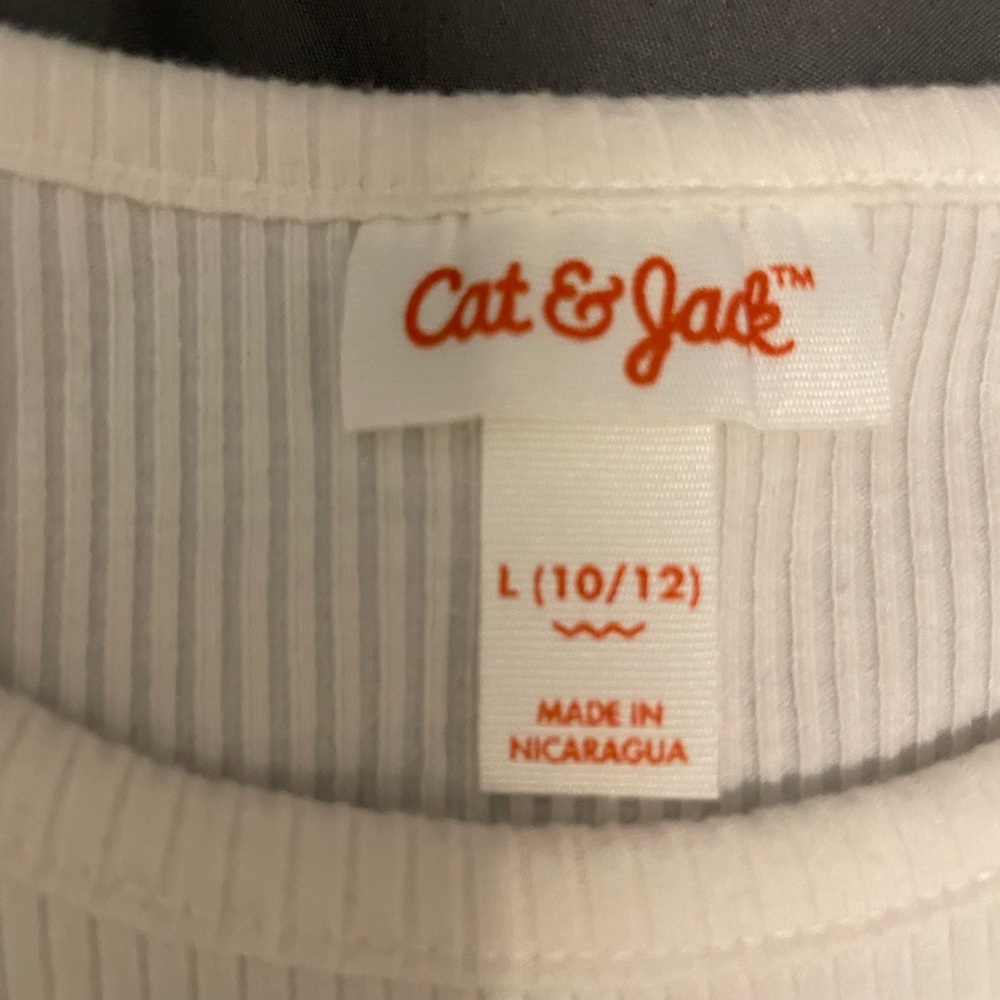 Cat & Jack™
L (10/12)
MADE IN
NICARAGUA